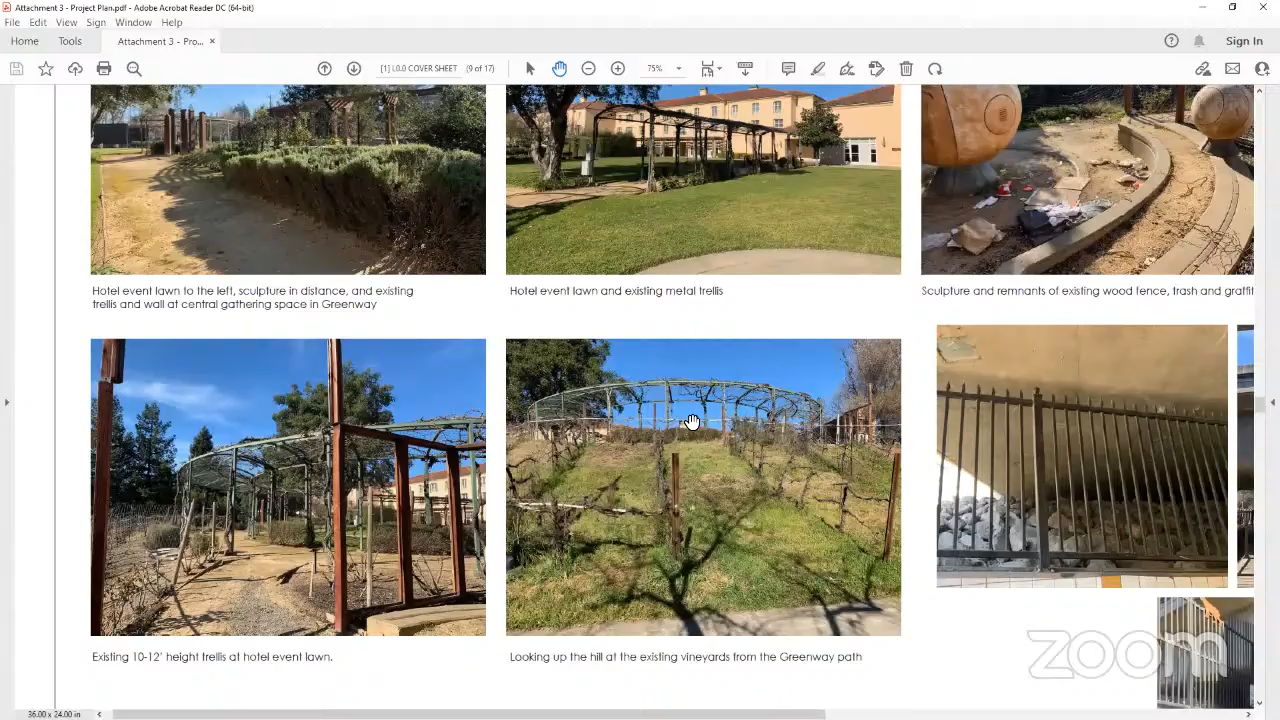 Attachment 3 - Project Plan.pdf - Adobe Acrobat Reader DC (64-bit)
File Edit View Sign Window Help
Home Tools Attachment 3 - Pro... × Sign In
[1] L0.0 COVER SHEET (9 of 17) 75%
Hotel event lawn to the left, sculpture in distance, and existing
trellis and wall at central gathering space in Greenway
Hotel event lawn and existing metal trellis
Sculpture and remnants of existing wood fence, trash and graffit
Existing 10-12' height trellis at hotel event lawn.
Looking up the hill at the existing vineyards from the Greenway path
zoom
36.00 x 24.00 in